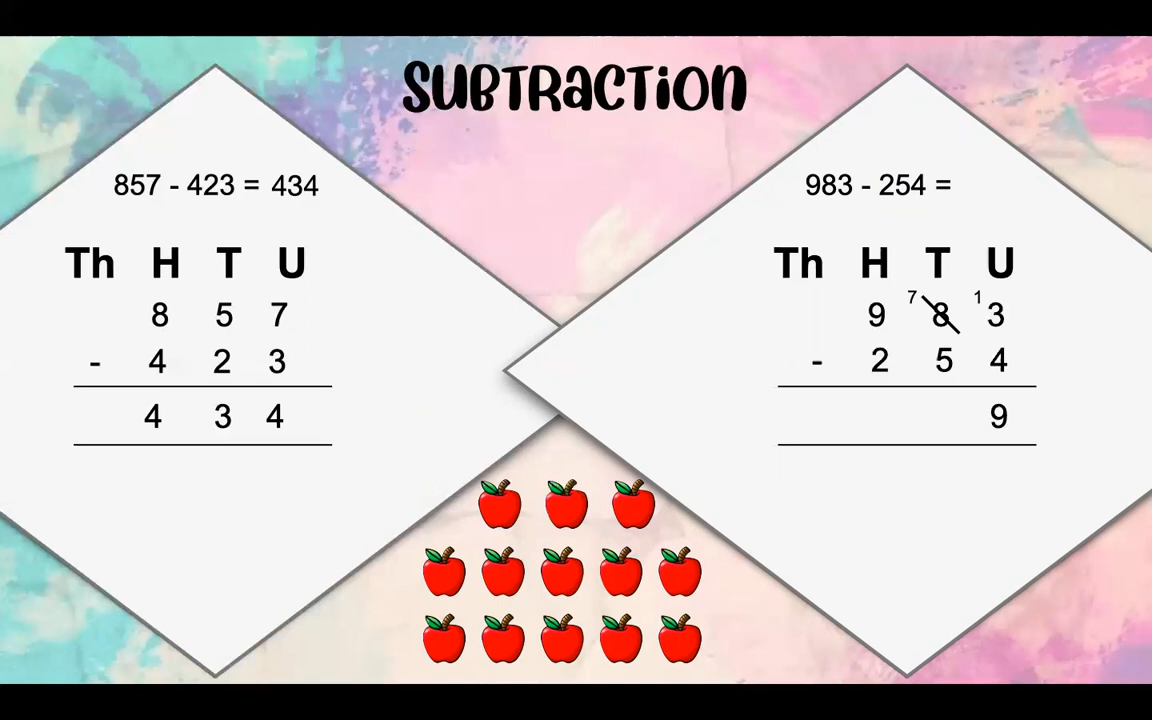 SUBTRaCTiON
857 - 423 = 434
Th H T U
8 5 7
- 4 2 3
4 3 4
983 - 254 =
Th H T U
7 1
9 8 3
- 2 5 4
9